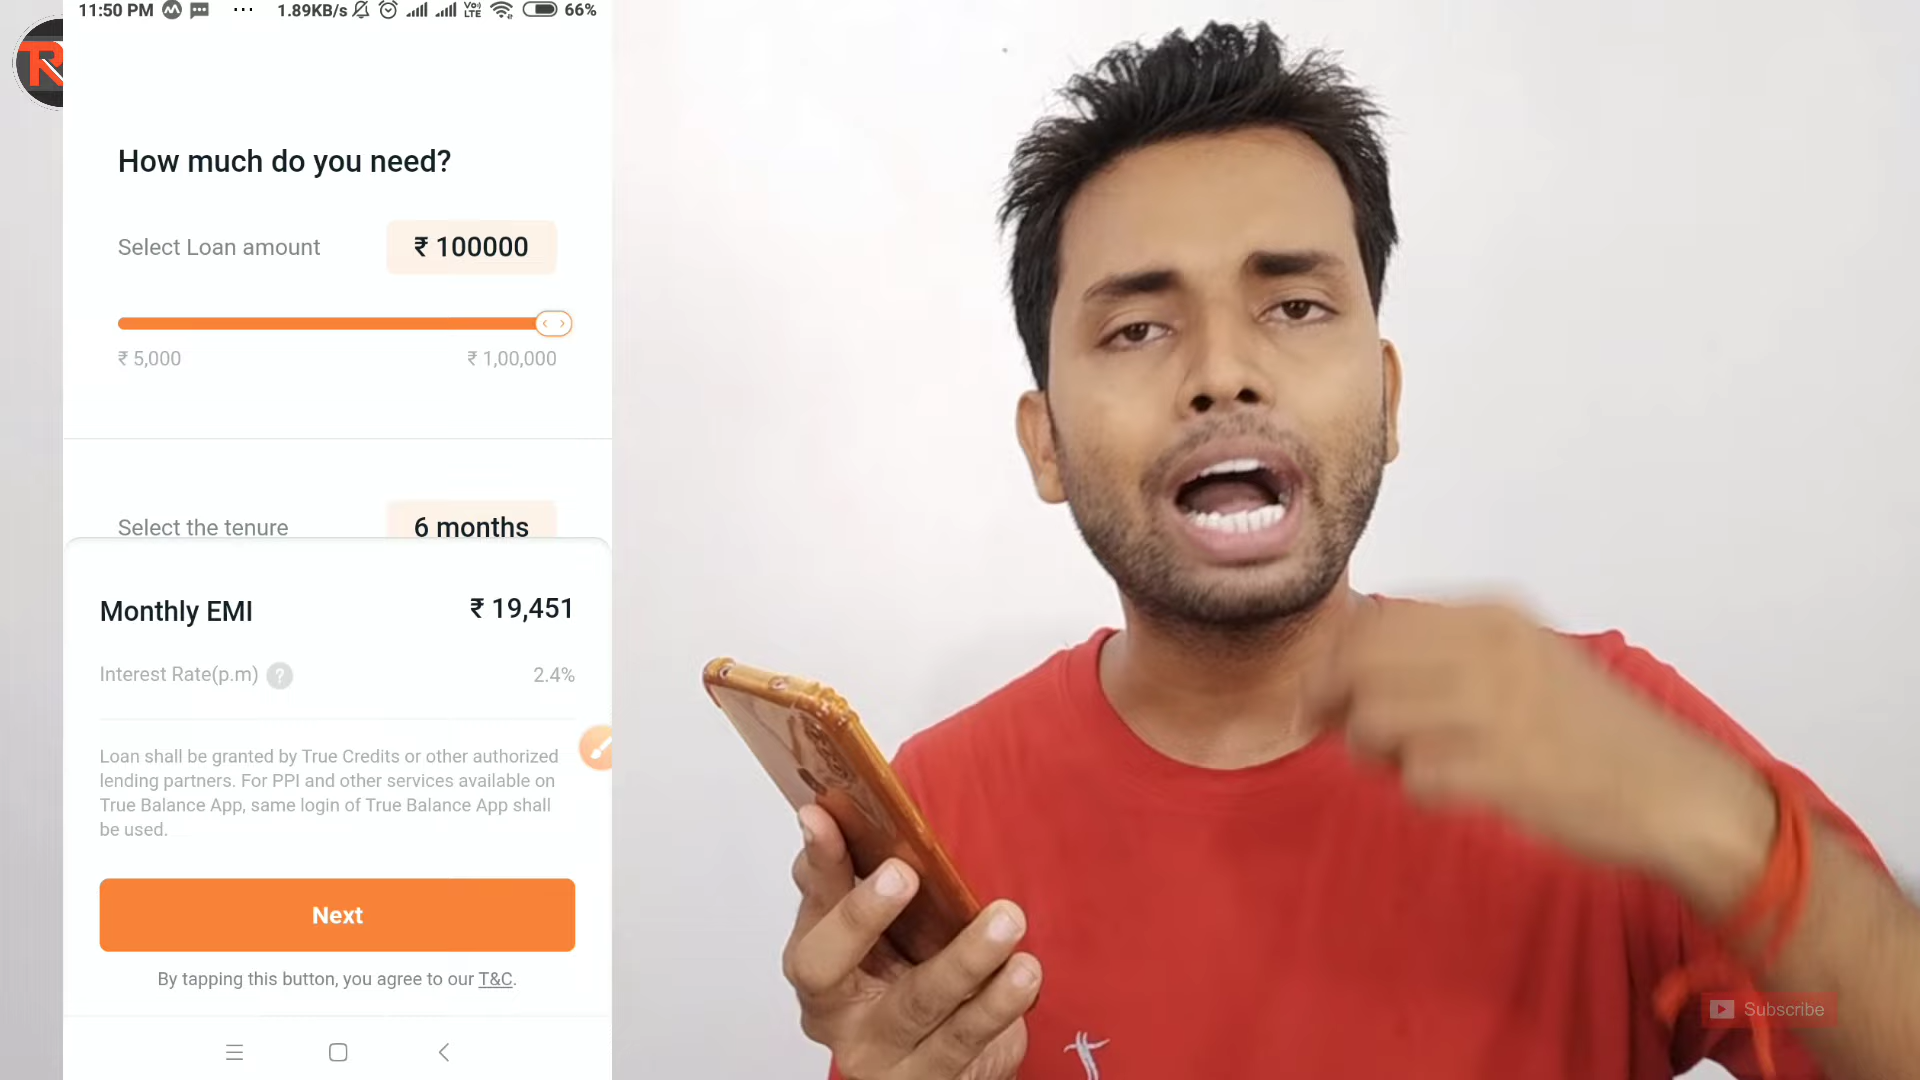 11:50 PM ... 1.89KB/s Vo) LTE 66%
R
How much do you need?
Select Loan amount ₹ 100000
₹ 5,000 ₹ 1,00,000
Select the tenure 6 months
Monthly EMI ₹ 19,451
Interest Rate(p.m) ? 2.4%
Loan shall be granted by True Credits or other authorized
lending partners. For PPI and other services available on
True Balance App, same login of True Balance App shall
be used.
Next
By tapping this button, you agree to our T&C.
Subscribe